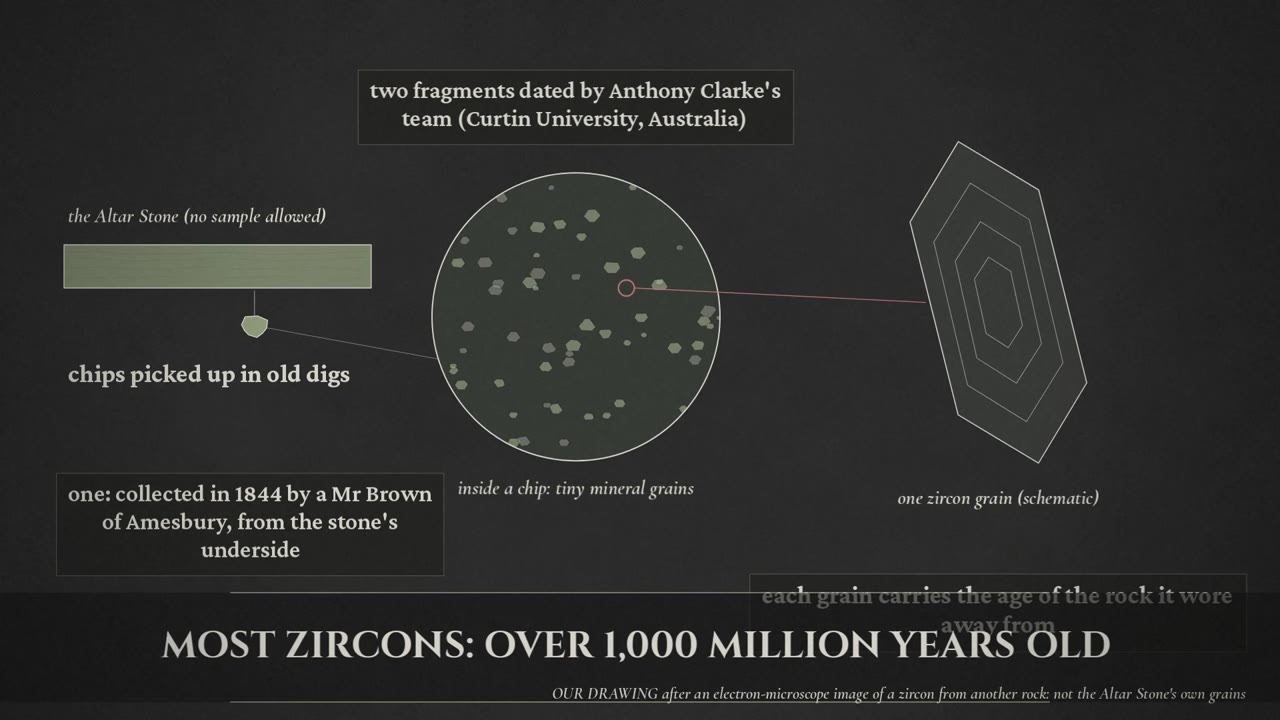 two fragments dated by Anthony Clarke's
team (Curtin University, Australia)
the Altar Stone (no sample allowed)
chips picked up in old digs
one: collected in 1844 by a Mr Brown
of Amesbury, from the stone's
underside
inside a chip: tiny mineral grains
one zircon grain (schematic)
each grain carries the age of the rock it wore
away from
MOST ZIRCONS: OVER 1,000 MILLION YEARS OLD
OUR DRAWING after an electron-microscope image of a zircon from another rock: not the Altar Stone's own grains